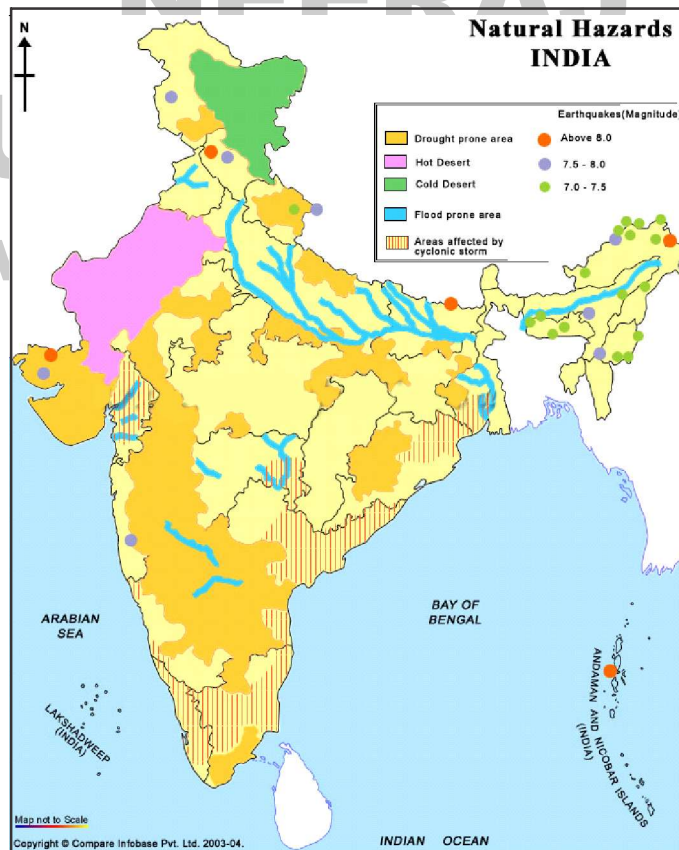 Natural Hazards
INDIA
N
Earthquakes(Magnitude)
Drought prone area
Above 8.0
Hot Desert
7.5 - 8.0
Cold Desert
7.0 - 7.5
Flood prone area
Areas affected by
cyclonic storm
ARABIAN
SEA
BAY OF
BENGAL
LAKSHADWEEP
(INDIA)
ANDAMAN AND NICOBAR ISLANDS
(INDIA)
Map not to Scale
Copyright © Compare Infobase Pvt. Ltd. 2003-04.
INDIAN OCEAN